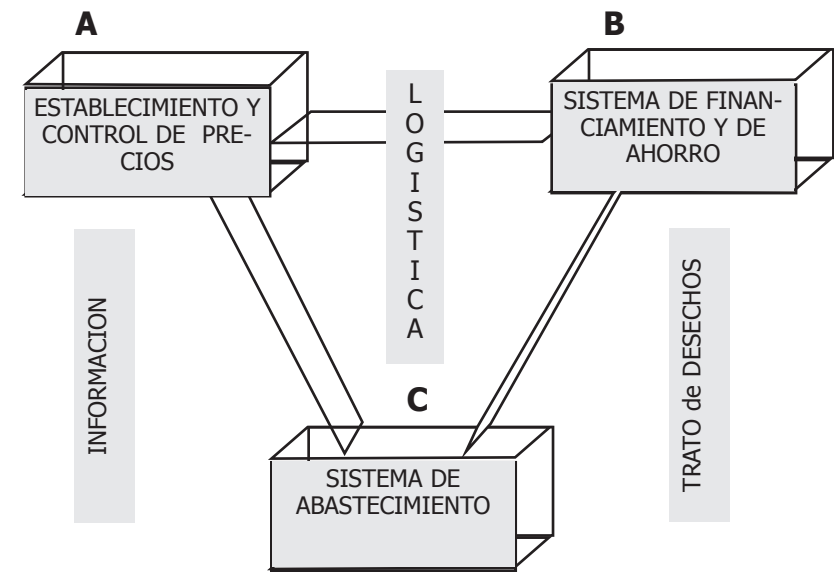 A
B
ESTABLECIMIENTO Y
CONTROL DE PRE-
CIOS
L
O
G
I
S
T
I
C
A
SISTEMA DE FINAN-
CIAMIENTO Y DE
AHORRO
INFORMACION
TRATO de DESECHOS
C
SISTEMA DE
ABASTECIMIENTO